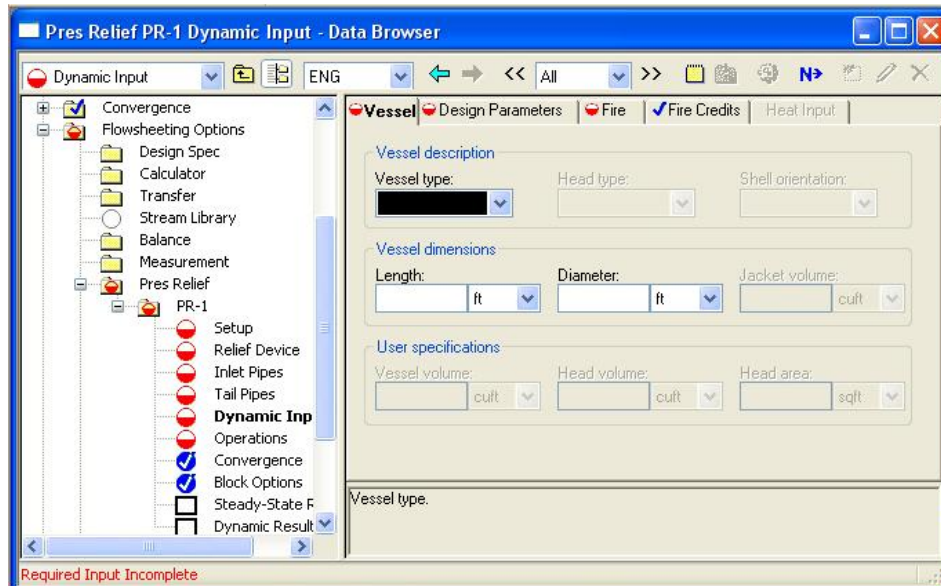 Pres Relief PR-1 Dynamic Input - Data Browser
Dynamic Input ENG << All >> N
Convergence
Flowsheeting Options
Design Spec
Calculator
Transfer
Stream Library
Balance
Measurement
Pres Relief
PR-1
Setup
Relief Device
Inlet Pipes
Tail Pipes
Dynamic Inp
Operations
Convergence
Block Options
Steady-State R
Dynamic Result
Vessel Design Parameters Fire Fire Credits Heat Input
Vessel description
Vessel type: Head type: Shell orientation:
Vessel dimensions
Length: Diameter: Jacket volume:
ft ft cuft
User specifications
Vessel volume: Head volume: Head area:
cuft cuft sqft
Vessel type.
Required Input Incomplete